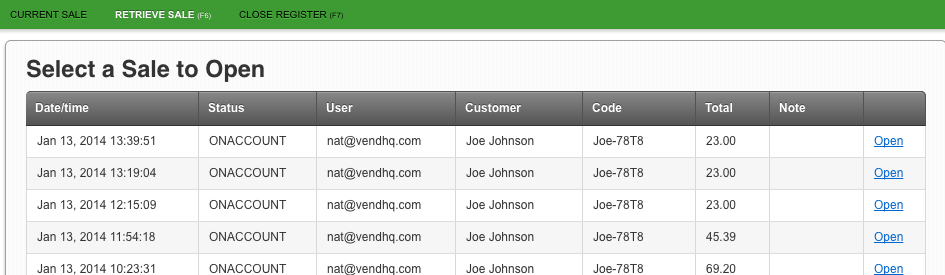 CURRENT SALE RETRIEVE SALE (F6) CLOSE REGISTER (F7)
Select a Sale to Open
Date/time Status User Customer Code Total Note
Jan 13, 2014 13:39:51 ONACCOUNT nat@vendhq.com Joe Johnson Joe-78T8 23.00 Open
Jan 13, 2014 13:19:04 ONACCOUNT nat@vendhq.com Joe Johnson Joe-78T8 23.00 Open
Jan 13, 2014 12:15:09 ONACCOUNT nat@vendhq.com Joe Johnson Joe-78T8 23.00 Open
Jan 13, 2014 11:54:18 ONACCOUNT nat@vendhq.com Joe Johnson Joe-78T8 45.39 Open
Jan 13, 2014 10:23:31 ONACCOUNT nat@vendhq.com Joe Johnson Joe-78T8 69.20 Open